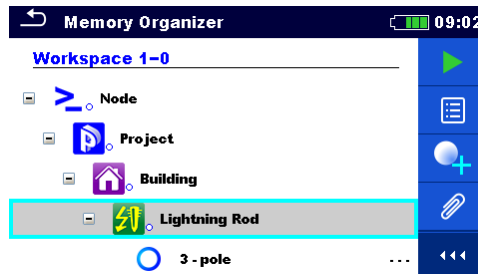 Memory Organizer 09:02
Workspace 1-0
Node
Project
Building
Lightning Rod
3 - pole ...